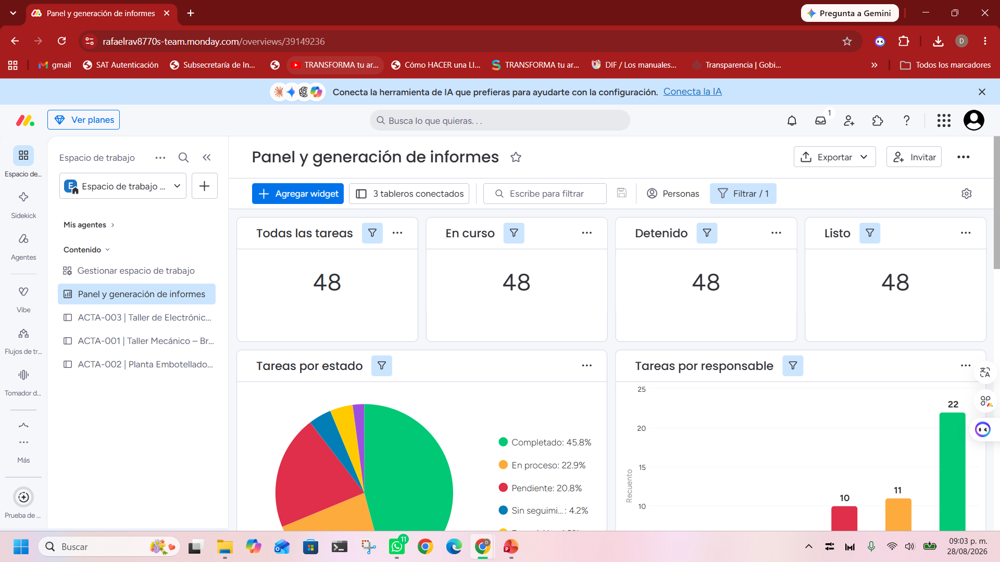 Panel y generación de informes
Pregunta a Gemini
rafaelrav8770s-team.monday.com/overviews/39149236
D
gmail
SAT Autenticación
Subsecretaría de In...
TRANSFORMA tu ar...
Cómo HACER una LI...
TRANSFORMA tu ar...
DIF / Los manuales...
Transparencia | Gobi...
Todos los marcadores
Conecta la herramienta de IA que prefieras para ayudarte con la configuración. Conecta la IA
Ver planes
Busca lo que quieras. . .
1
Espacio de...
Sidekick
Agentes
Vibe
Flujos de tr...
Tomador d...
Más
Prueba de ...
Espacio de trabajo
E
Espacio de trabajo ...
Mis agentes
Contenido
Gestionar espacio de trabajo
Panel y generación de informes
ACTA-003 | Taller de Electrónic...
ACTA-001 | Taller Mecánico – Br...
ACTA-002 | Planta Embotellado...
Panel y generación de informes
Exportar
Invitar
Agregar widget
3 tableros conectados
Escribe para filtrar
Personas
Filtrar / 1
Todas las tareas
48
En curso
48
Detenido
48
Listo
48
Tareas por estado
Completado: 45.8%
En proceso: 22.9%
Pendiente: 20.8%
Sin seguimi...: 4.2%
Tareas por responsable
Recuento
25
20
15
10
10
11
22
Buscar
11
D
P
09:03 p. m.
28/08/2026